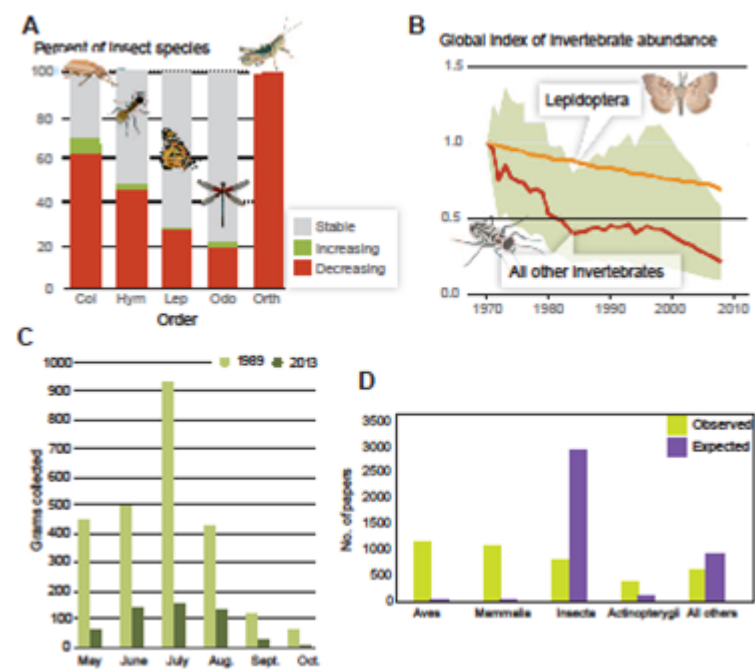 A
Percent of insect species
100
80
60
40
20
0
Col Hym Lep Odo Orth
Order
Stable
Increasing
Decreasing
B
Global Index of Invertebrate abundance
1.5
1.0
0.5
0.0
Lepidoptera
All other Invertebrates
1970 1980 1990 2000 2010
C
1989 2013
Grams collected
1000
900
800
700
600
500
400
300
200
100
0
May June July Aug. Sept. Oct.
D
Observed
Expected
No. of papers
3500
3000
2500
2000
1500
1000
500
0
Aves Mammalia Insecta Actinopterygii All others